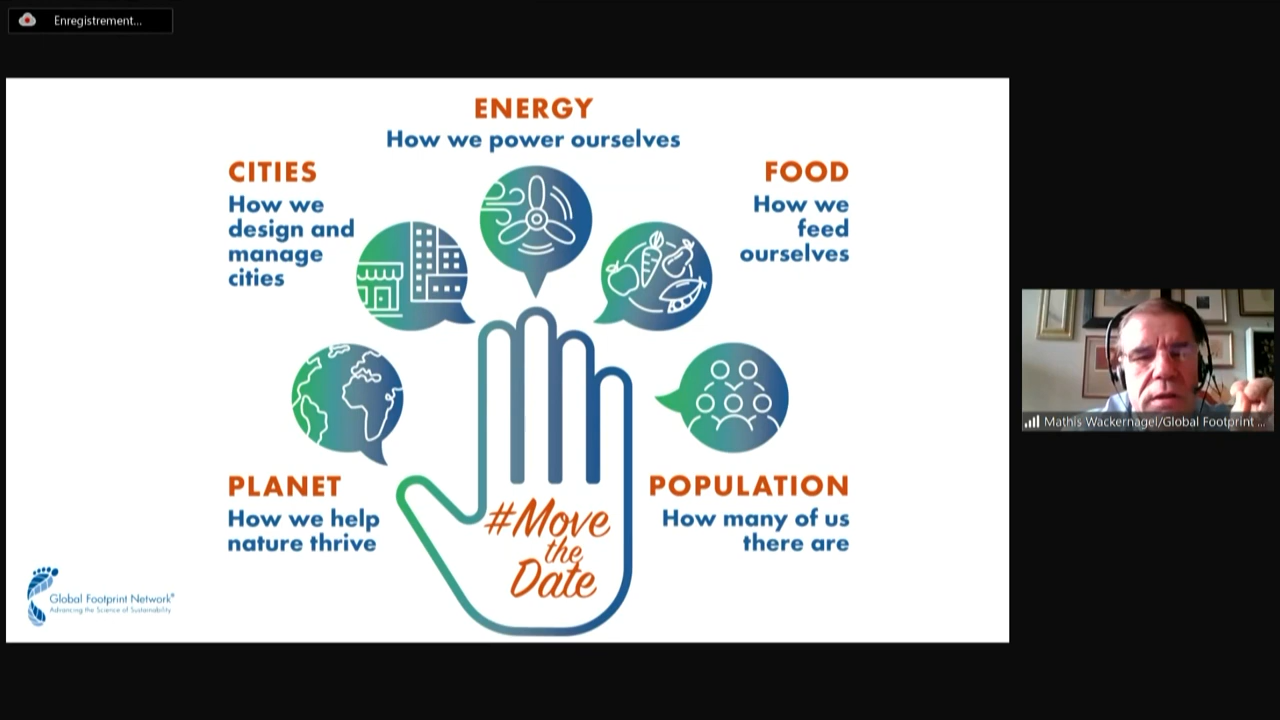 Enregistrement...
ENERGY
How we power ourselves
CITIES
How we
design and
manage
cities
FOOD
How we
feed
ourselves
PLANET
How we help
nature thrive
POPULATION
How many of us
there are
#Move
the
Date
Global Footprint Network®
Advancing the Science of Sustainability
Mathis Wackernagel/Global Footprint ...